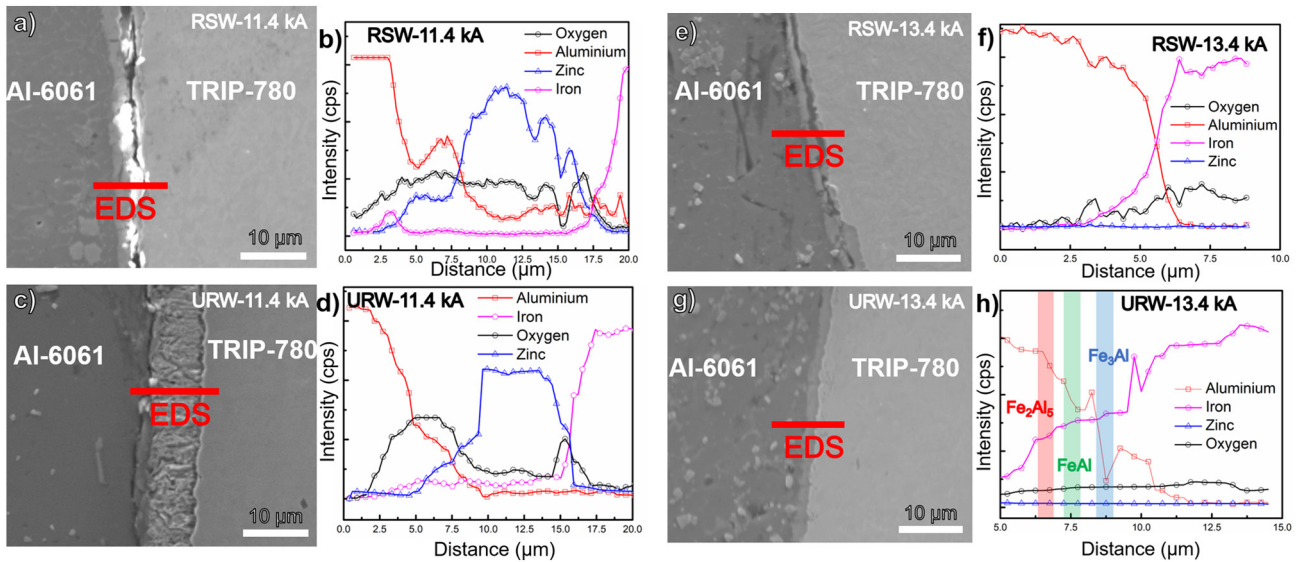 a)
RSW-11.4 kA
Al-6061
TRIP-780
EDS
10 µm
b)
RSW-11.4 kA
Oxygen
Aluminium
Zinc
Iron
Intensity (cps)
0.0 2.5 5.0 7.5 10.0 12.5 15.0 17.5 20.0
Distance (µm)
c)
URW-11.4 kA
Al-6061
TRIP-780
EDS
10 µm
d)
URW-11.4 kA
Aluminium
Iron
Oxygen
Zinc
Intensity (cps)
0.0 2.5 5.0 7.5 10.0 12.5 15.0 17.5 20.0
Distance (µm)
e)
RSW-13.4 kA
Al-6061
TRIP-780
EDS
10 µm
f)
RSW-13.4 kA
Oxygen
Aluminium
Iron
Zinc
Intensity (cps)
0.0 2.5 5.0 7.5 10.0
Distance (µm)
g)
URW-13.4 kA
Al-6061
TRIP-780
EDS
10 µm
h)
URW-13.4 kA
Fe₃Al
Aluminium
Iron
Zinc
Oxygen
Fe₂Al₅
FeAl
Intensity (cps)
5.0 7.5 10.0 12.5 15.0
Distance (µm)